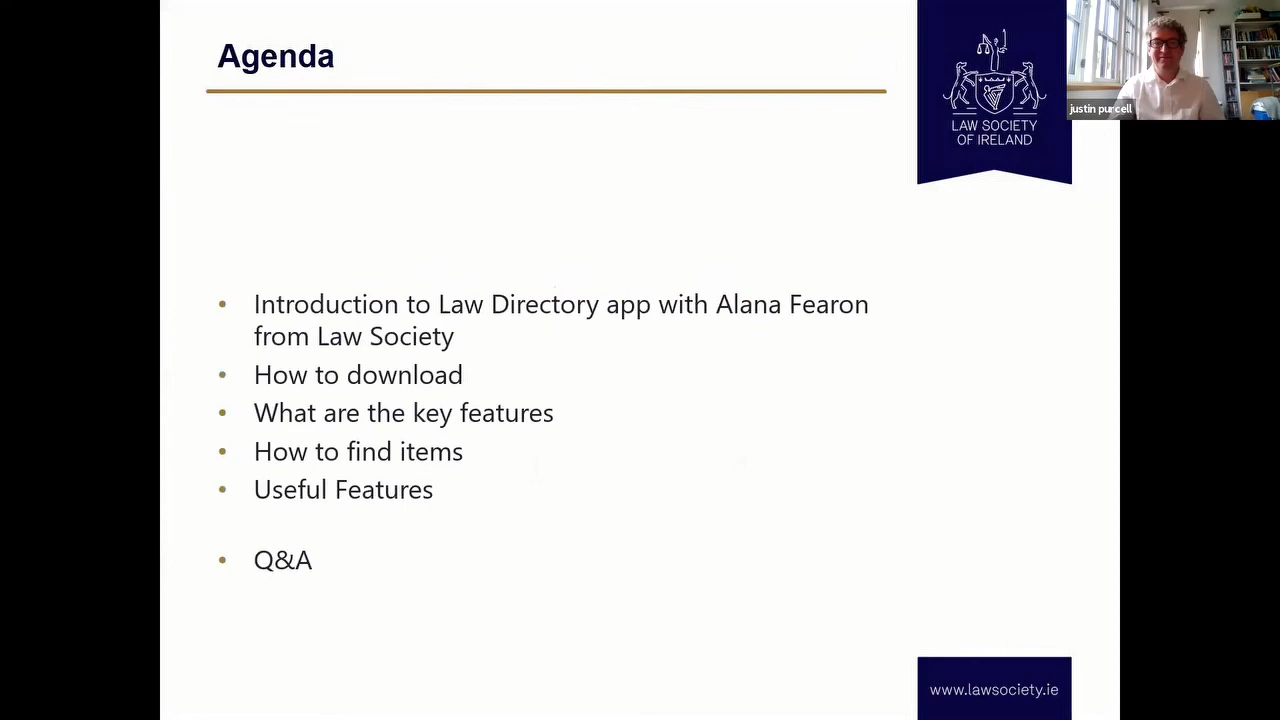 Agenda
LAW SOCIETY
OF IRELAND
justin purcell
• Introduction to Law Directory app with Alana Fearon
from Law Society
• How to download
• What are the key features
• How to find items
• Useful Features
• Q&A
www.lawsociety.ie